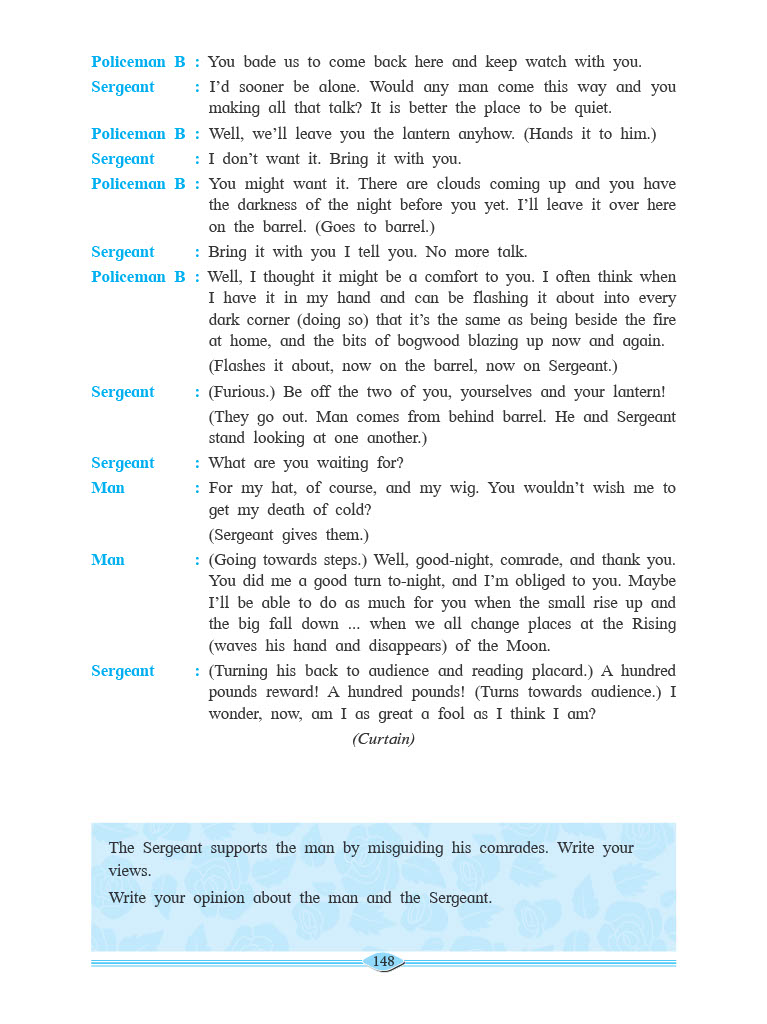 Policeman B : You bade us to come back here and keep watch with you.
Sergeant : I’d sooner be alone. Would any man come this way and you
making all that talk? It is better the place to be quiet.
Policeman B : Well, we’ll leave you the lantern anyhow. (Hands it to him.)
Sergeant : I don’t want it. Bring it with you.
Policeman B : You might want it. There are clouds coming up and you have
the darkness of the night before you yet. I’ll leave it over here
on the barrel. (Goes to barrel.)
Sergeant : Bring it with you I tell you. No more talk.
Policeman B : Well, I thought it might be a comfort to you. I often think when
I have it in my hand and can be flashing it about into every
dark corner (doing so) that it’s the same as being beside the fire
at home, and the bits of bogwood blazing up now and again.
(Flashes it about, now on the barrel, now on Sergeant.)
Sergeant : (Furious.) Be off the two of you, yourselves and your lantern!
(They go out. Man comes from behind barrel. He and Sergeant
stand looking at one another.)
Sergeant : What are you waiting for?
Man : For my hat, of course, and my wig. You wouldn’t wish me to
get my death of cold?
(Sergeant gives them.)
Man : (Going towards steps.) Well, good-night, comrade, and thank you.
You did me a good turn to-night, and I’m obliged to you. Maybe
I’ll be able to do as much for you when the small rise up and
the big fall down ... when we all change places at the Rising
(waves his hand and disappears) of the Moon.
Sergeant : (Turning his back to audience and reading placard.) A hundred
pounds reward! A hundred pounds! (Turns towards audience.) I
wonder, now, am I as great a fool as I think I am?
(Curtain)
The Sergeant supports the man by misguiding his comrades. Write your
views.
Write your opinion about the man and the Sergeant.
148